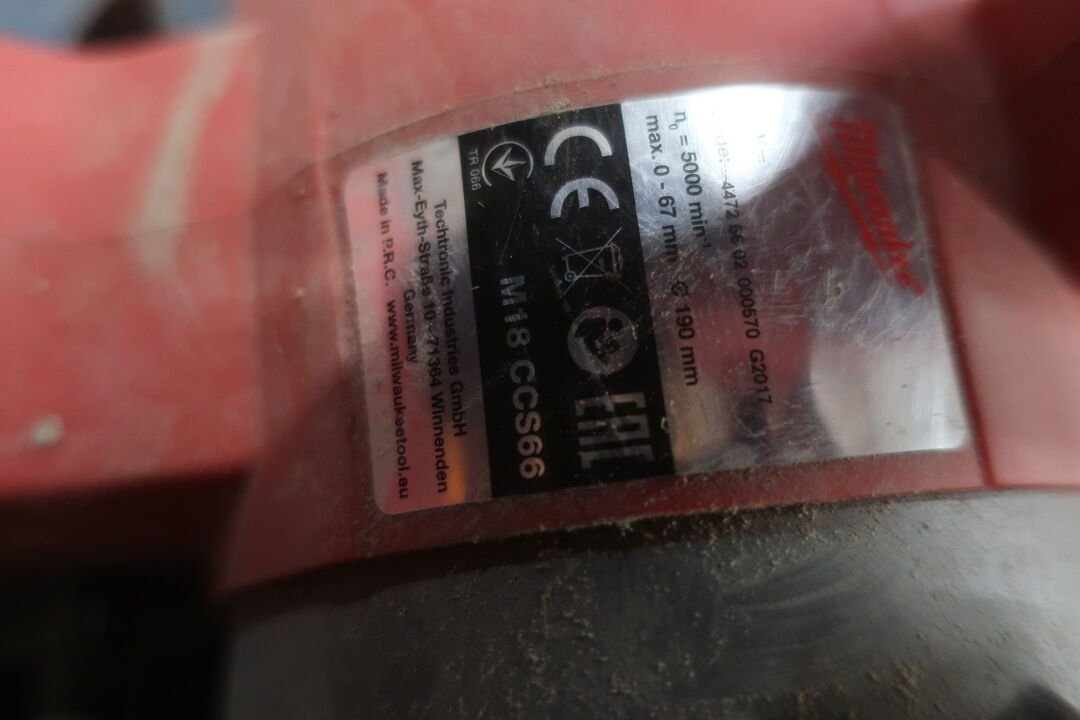 Milwaukee
V =
4472 66 02 000670 G2017
n₀ = 5000 min⁻¹
max. 0 - 67 mm Ø 190 mm
CE
EAC
TR 066
M18 CCS66
Techtronic Industries GmbH
Max-Eyth-Straße 10 - 71364 Winnenden
Germany
Made in P.R.C. www.milwaukeetool.eu